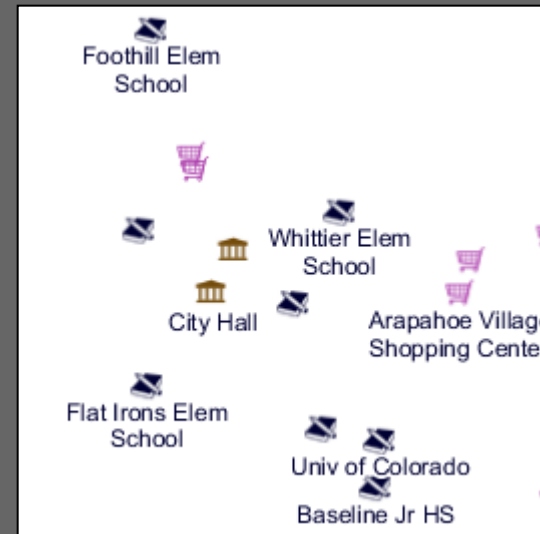 Foothill Elem
School
Whittier Elem
School
City Hall
Arapahoe Village
Shopping Cente
Flat Irons Elem
School
Univ of Colorado
Baseline Jr HS